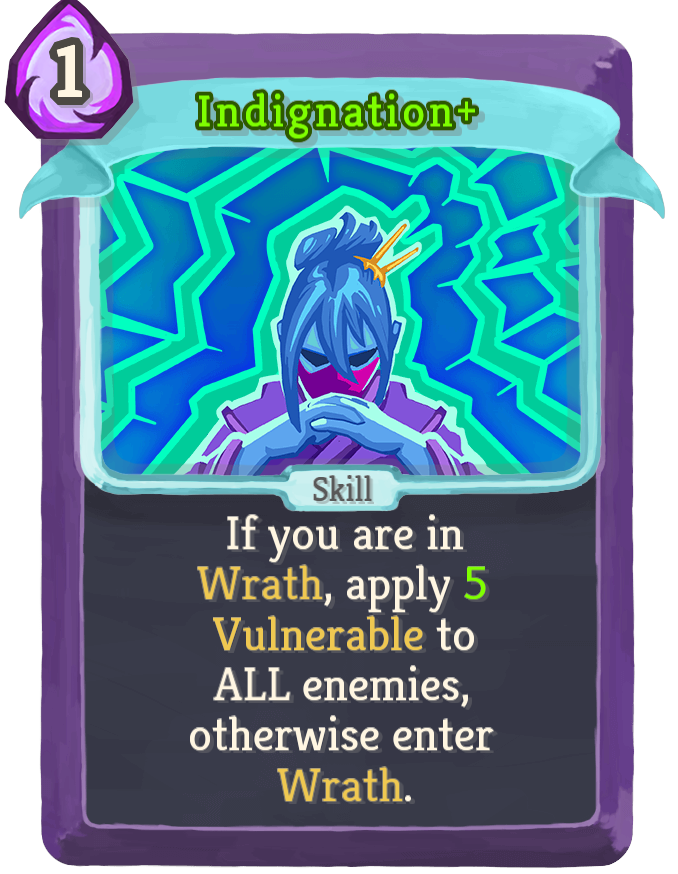 1
Indignation+
Skill
If you are in
Wrath, apply 5
Vulnerable to
ALL enemies,
otherwise enter
Wrath.